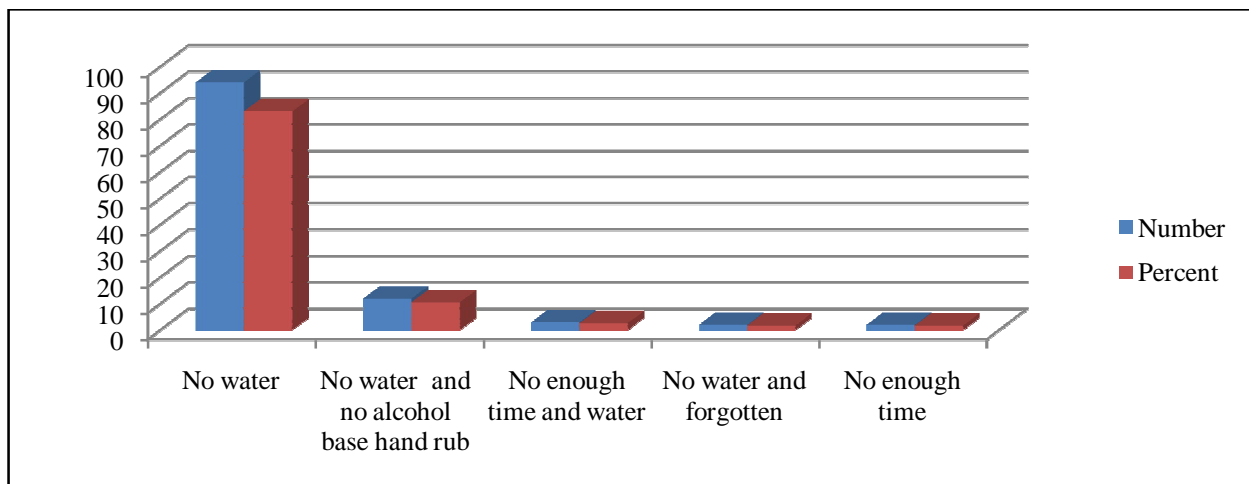 100
90
80
70
60
50
40
30
20
10
0
No water
No water and
no alcohol
base hand rub
No enough
time and water
No water and
forgotten
No enough
time
Number
Percent